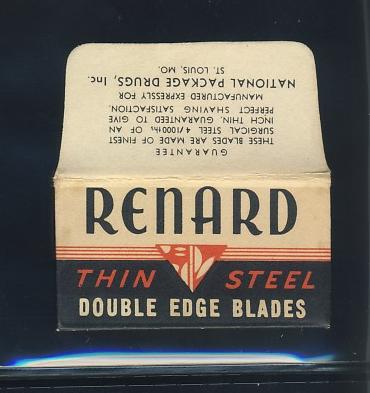 GUARANTEE
THESE BLADES ARE MADE OF FINEST
SURGICAL STEEL 4/1000ths OF AN
INCH THIN. GUARANTEED TO GIVE
PERFECT SHAVING SATISFACTION.
MANUFACTURED EXPRESSLY FOR
NATIONAL PACKAGE DRUGS, Inc.
ST. LOUIS, MO.
RENARD
THIN STEEL
DOUBLE EDGE BLADES